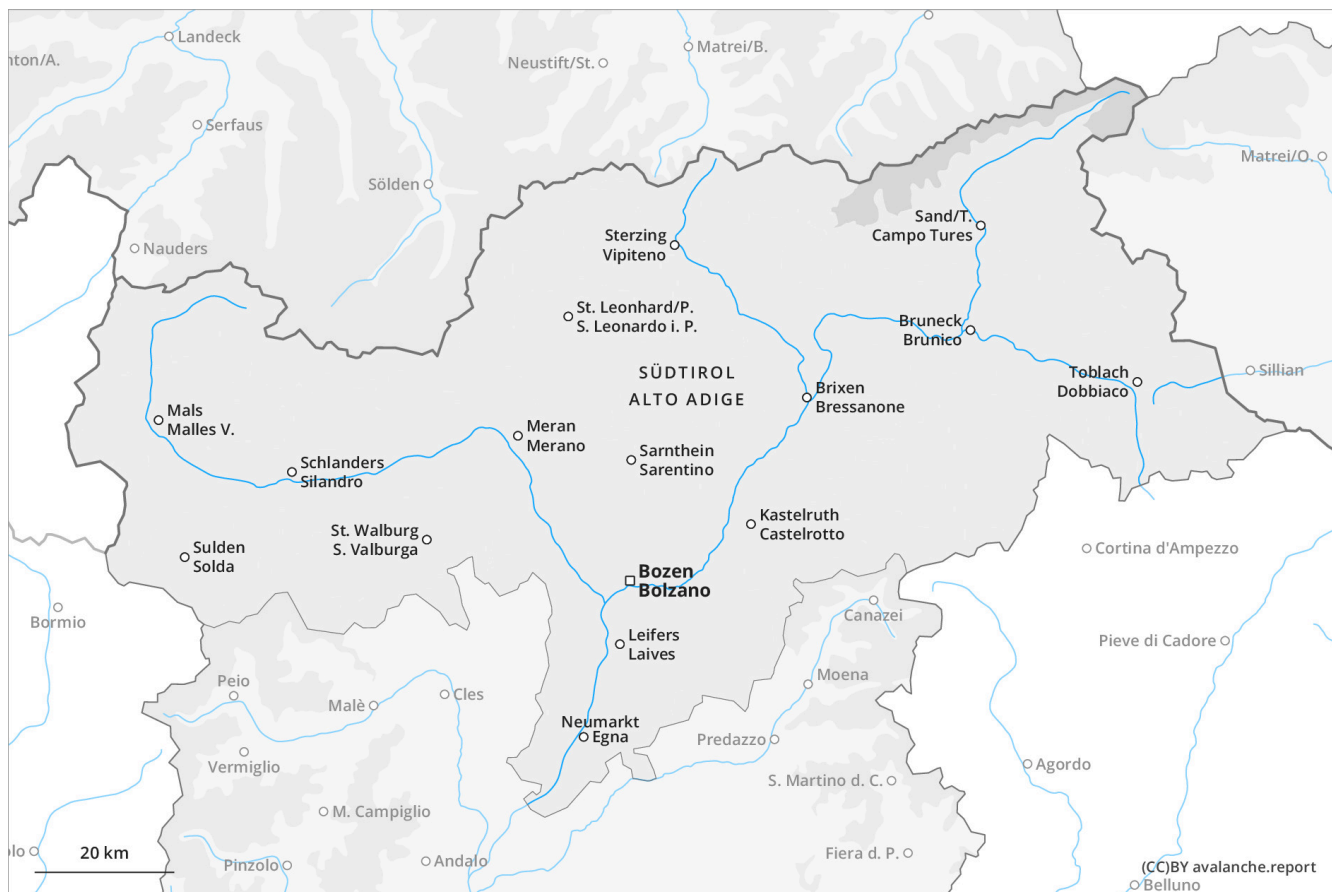 Landeck
Matrei/B.
nton/A.
Neustift/St.
Serfaus
Matrei/O.
Sölden
Sand/T.
Campo Tures
Sterzing
Vipiteno
Nauders
St. Leonhard/P.
S. Leonardo i. P.
Bruneck
Brunico
SÜDTIROL
ALTO ADIGE
Toblach
Dobbiaco
Sillian
Brixen
Bressanone
Mals
Malles V.
Meran
Merano
Sarnthein
Sarentino
Schlanders
Silandro
Kastelruth
Castelrotto
St. Walburg
S. Valburga
Sulden
Solda
Cortina d'Ampezzo
Bozen
Bolzano
Bormio
Canazei
Leifers
Laives
Pieve di Cadore
Peio
Malè
Cles
Moena
Neumarkt
Egna
Predazzo
Vermiglio
Agordo
S. Martino d. C.
M. Campiglio
olo
20 km
Pinzolo
Andalo
Fiera d. P.
(CC)BY avalanche.report
Belluno